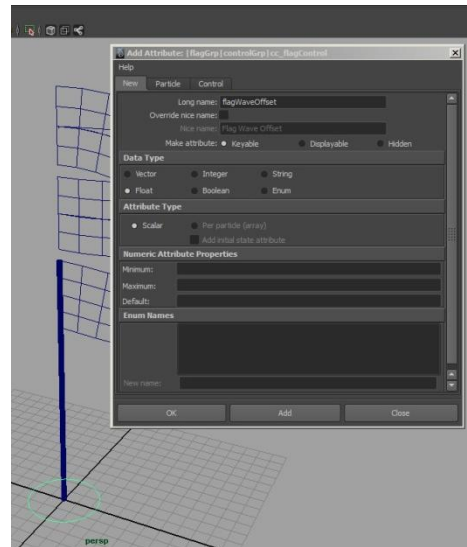 Add Attribute: |flagGrp|controlGrp|cc_flagControl
Help
New Particle Control
Long name: flagWaveOffset
Override nice name:
Nice name: Flag Wave Offset
Make attribute: Keyable Displayable Hidden
Data Type
Vector Integer String
Float Boolean Enum
Attribute Type
Scalar Per particle (array)
Add initial state attribute
Numeric Attribute Properties
Minimum:
Maximum:
Default:
Enum Names
New name:
OK Add Close
persp